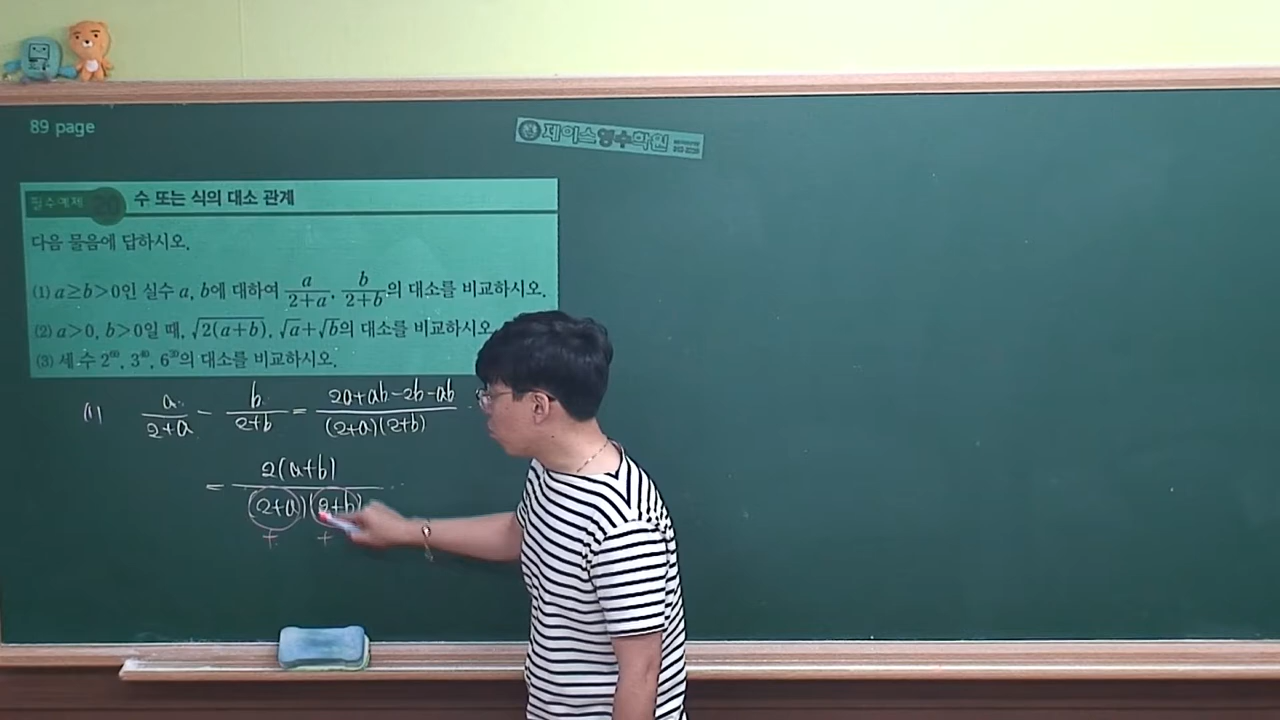 89 page
제이스영수학원
필수예제
수 또는 식의 대소 관계
다음 물음에 답하시오.
(1) a≥b>0인 실수 a, b에 대하여 a/(2+a), b/(2+b)의 대소를 비교하시오.
(2) a>0, b>0일 때, √(2(a+b)), √a+√b의 대소를 비교하시오
(3) 세 수 2⁶⁰, 3⁴⁰, 6³⁰의 대소를 비교하시오.
(1) a/(2+a) - b/(2+b) = (2a+ab-2b-ab)/((2+a)(2+b))
= 2(a+b)/((2+a)(2+b))
+ +